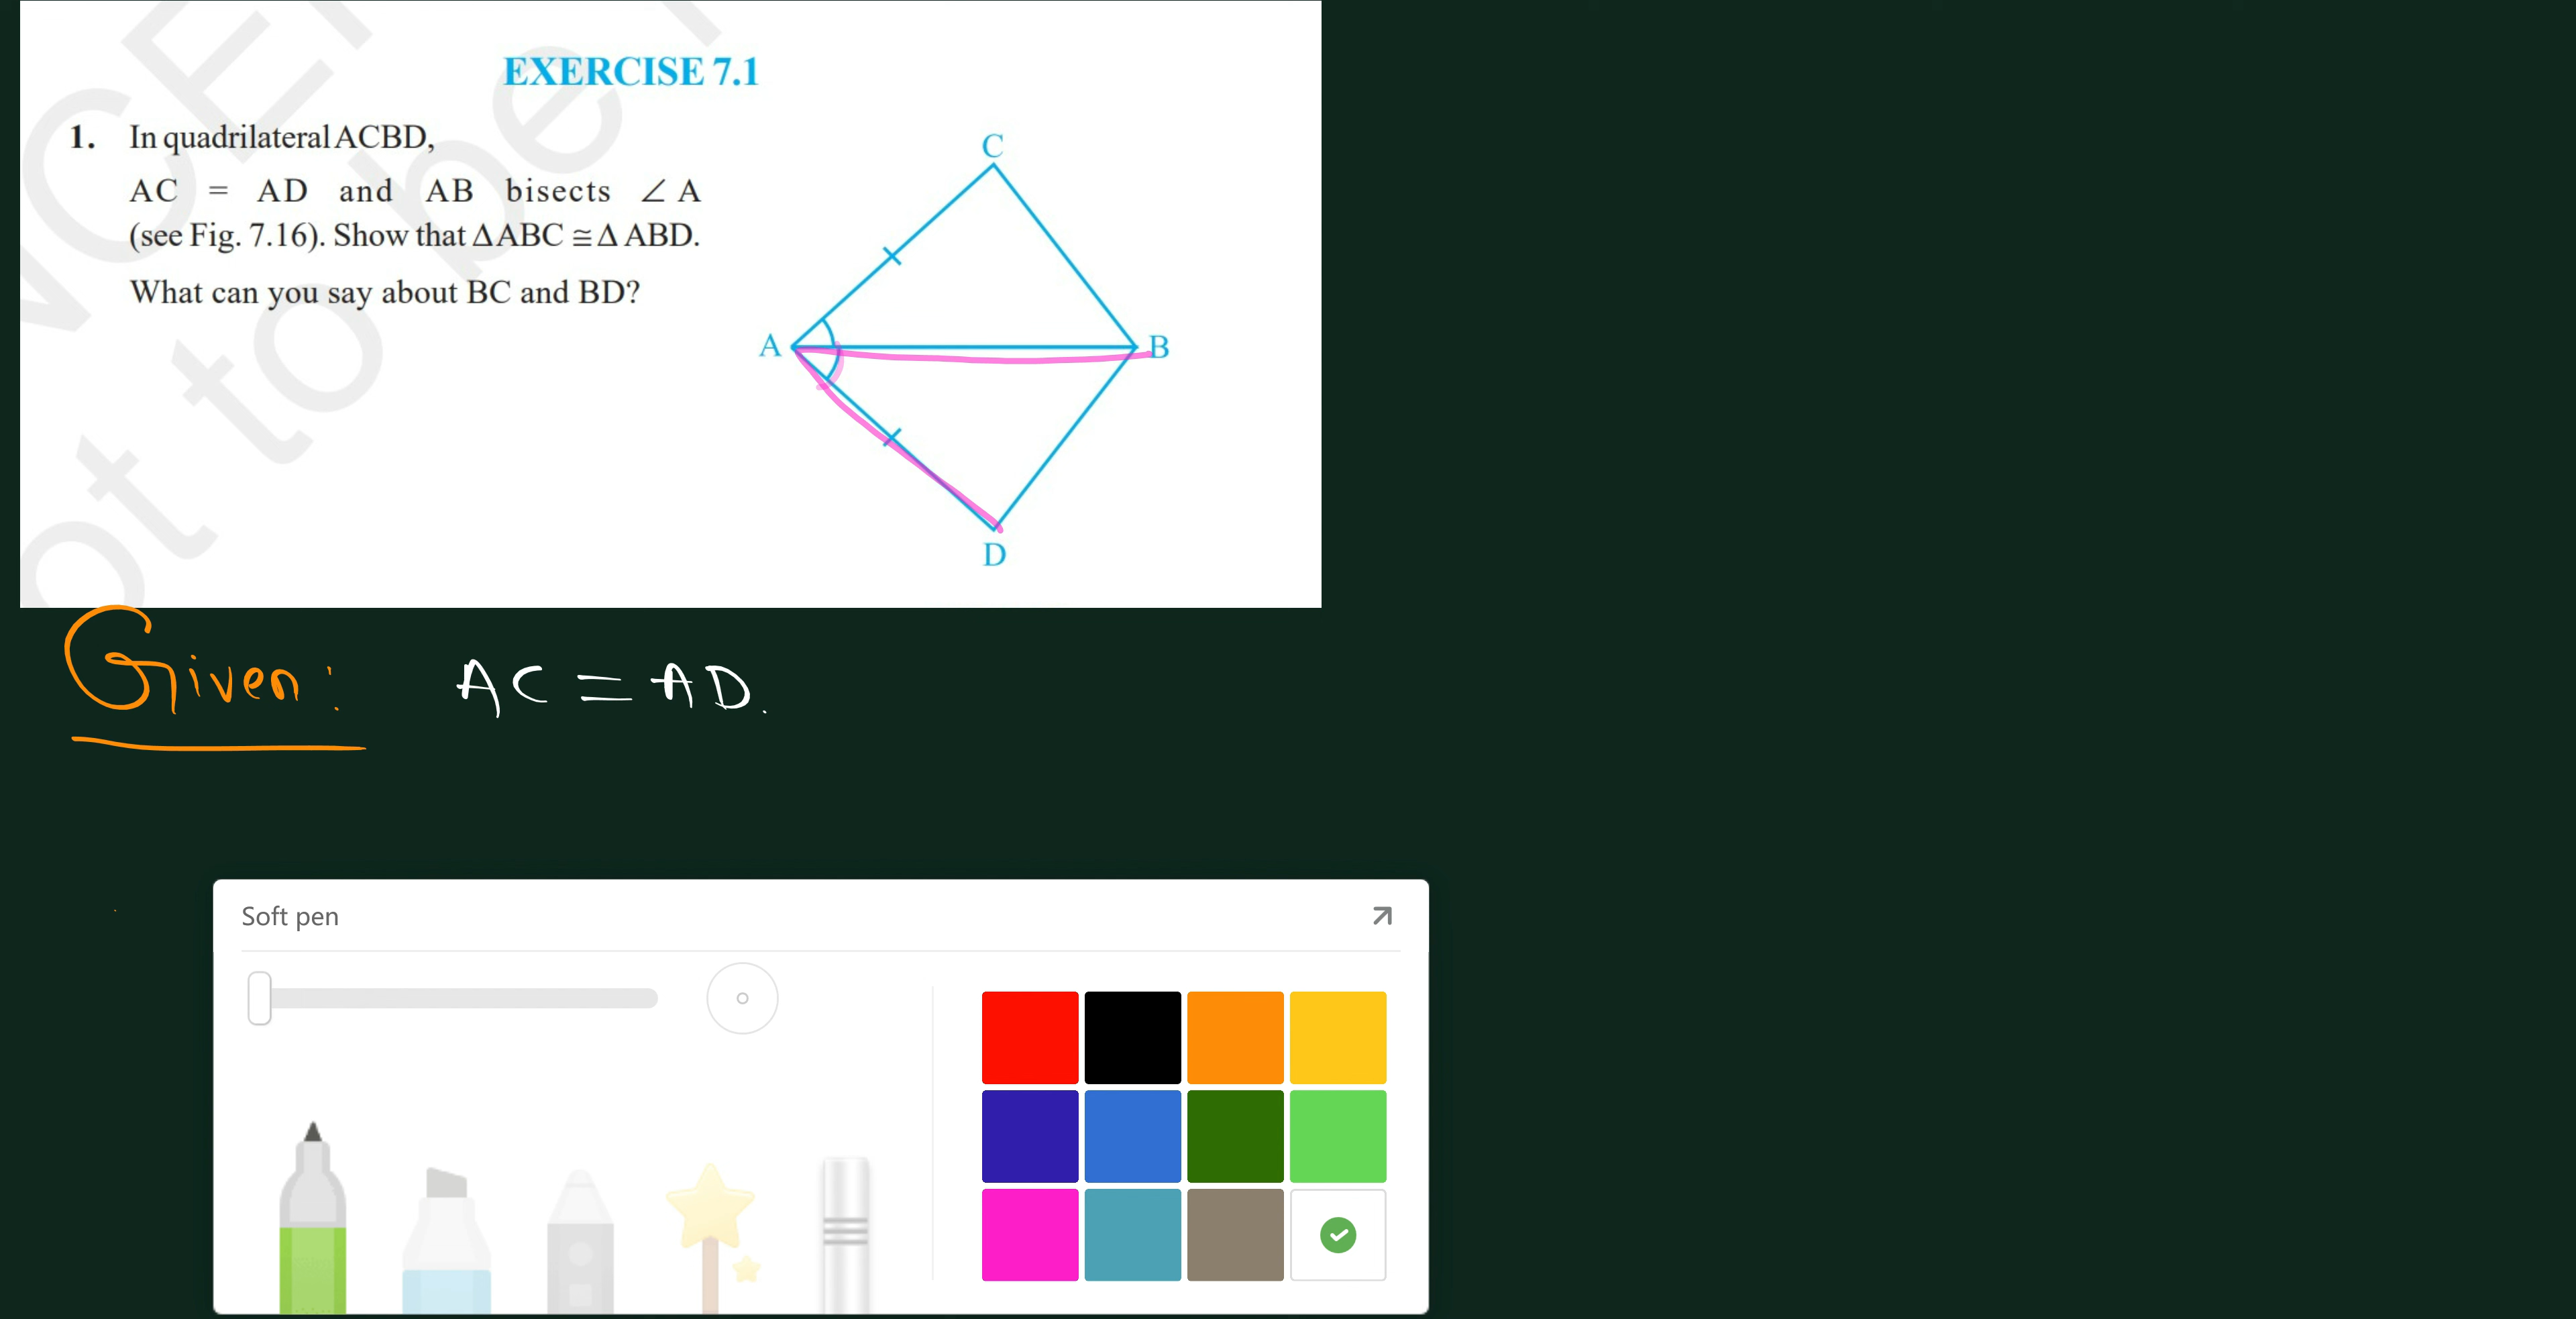 EXERCISE 7.1
1. In quadrilateral ACBD,
AC = AD and AB bisects ∠ A
(see Fig. 7.16). Show that Δ ABC ≅ Δ ABD.
What can you say about BC and BD?
C
A
B
D
Given: AC = AD.
Soft pen